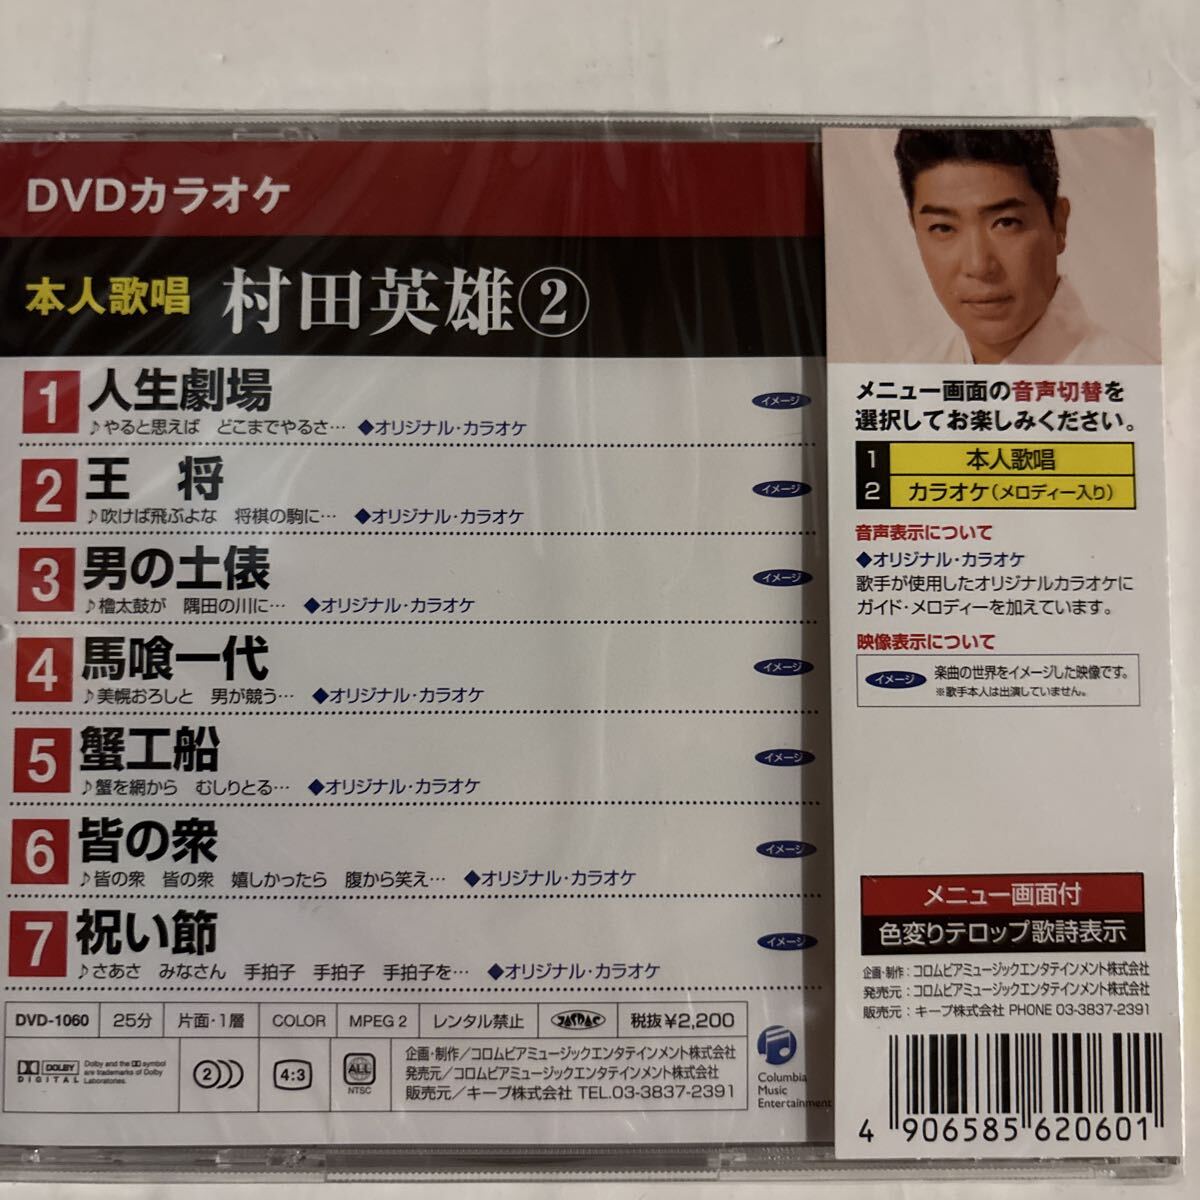 DVDカラオケ
本人歌唱 村田英雄②
1 人生劇場 イメージ
♪やると思えば どこまでやるさ… ◆オリジナル・カラオケ
2 王 将 イメージ
♪吹けば飛ぶよな 将棋の駒に… ◆オリジナル・カラオケ
3 男の土俵 イメージ
♪櫓太鼓が 隅田の川に… ◆オリジナル・カラオケ
4 馬喰一代 イメージ
♪美幌おろしと 男が競う… ◆オリジナル・カラオケ
5 蟹工船 イメージ
♪蟹を網から むしりとる… ◆オリジナル・カラオケ
6 皆の衆 イメージ
♪皆の衆 皆の衆 嬉しかったら 腹から笑え… ◆オリジナル・カラオケ
7 祝い節 イメージ
♪さあさ みなさん 手拍子 手拍子 手拍子を… ◆オリジナル・カラオケ
DVD-1060 25分 片面・1層 COLOR MPEG 2 レンタル禁止 JASRAC 税抜¥2,200
DOLBY DIGITAL
Dolby and the DD symbol
are trademarks of Dolby
Laboratories.
2
4:3
ALL
NTSC
企画・制作／コロムビアミュージックエンタテインメント株式会社
発売元／コロムビアミュージックエンタテインメント株式会社
販売元／キープ株式会社 TEL.03-3837-2391
Columbia
Music
Entertainment
メニュー画面の音声切替を
選択してお楽しみください。
1 本人歌唱
2 カラオケ(メロディー入り)
音声表示について
◆オリジナル・カラオケ
歌手が使用したオリジナルカラオケに
ガイド・メロディーを加えています。
映像表示について
イメージ 楽曲の世界をイメージした映像です。
※歌手本人は出演していません。
メニュー画面付
色変りテロップ歌詩表示
企画・制作：コロムビアミュージックエンタテインメント株式会社
発売元：コロムビアミュージックエンタテインメント株式会社
販売元：キープ株式会社 PHONE 03-3837-2391
4 906585 620601